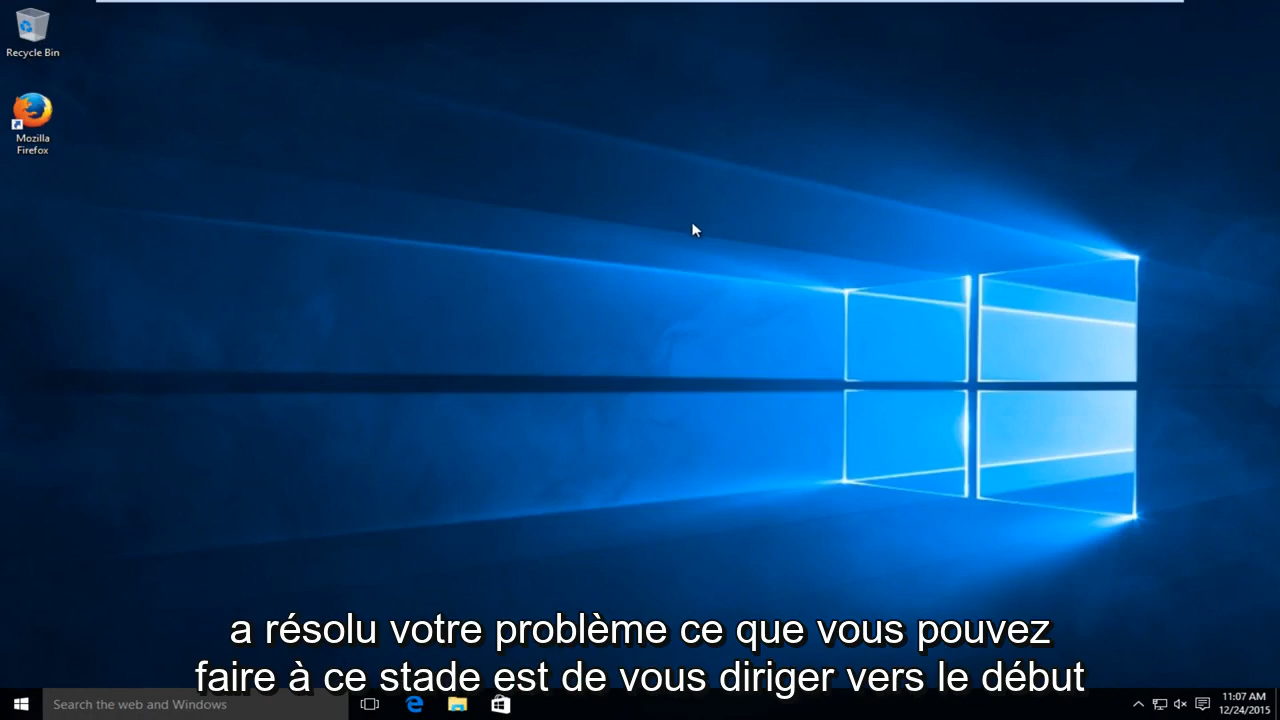 Recycle Bin
Mozilla
Firefox
a résolu votre problème ce que vous pouvez
faire à ce stade est de vous diriger vers le début
Search the web and Windows
11:07 AM
12/24/2015